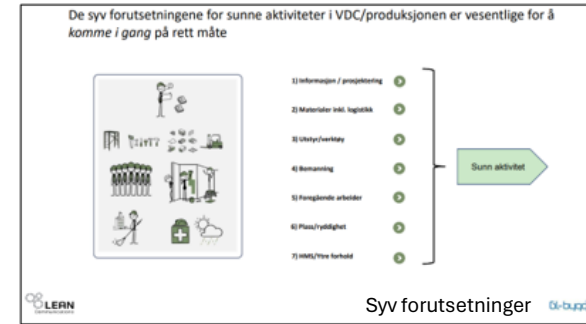 De syv forutsetningene for sunne aktiviteter i VDC/produksjonen er vesentlige for å
komme i gang på rett måte
1) Informasjon / prosjektering
2) Materialer inkl. logistikk
3) Utstyr/verktøy
4) Bemanning
5) Foregående arbeider
6) Plass/ryddighet
7) HMS/Ytre forhold
Sunn aktivitet
LEAN
Communications
Syv forutsetninger